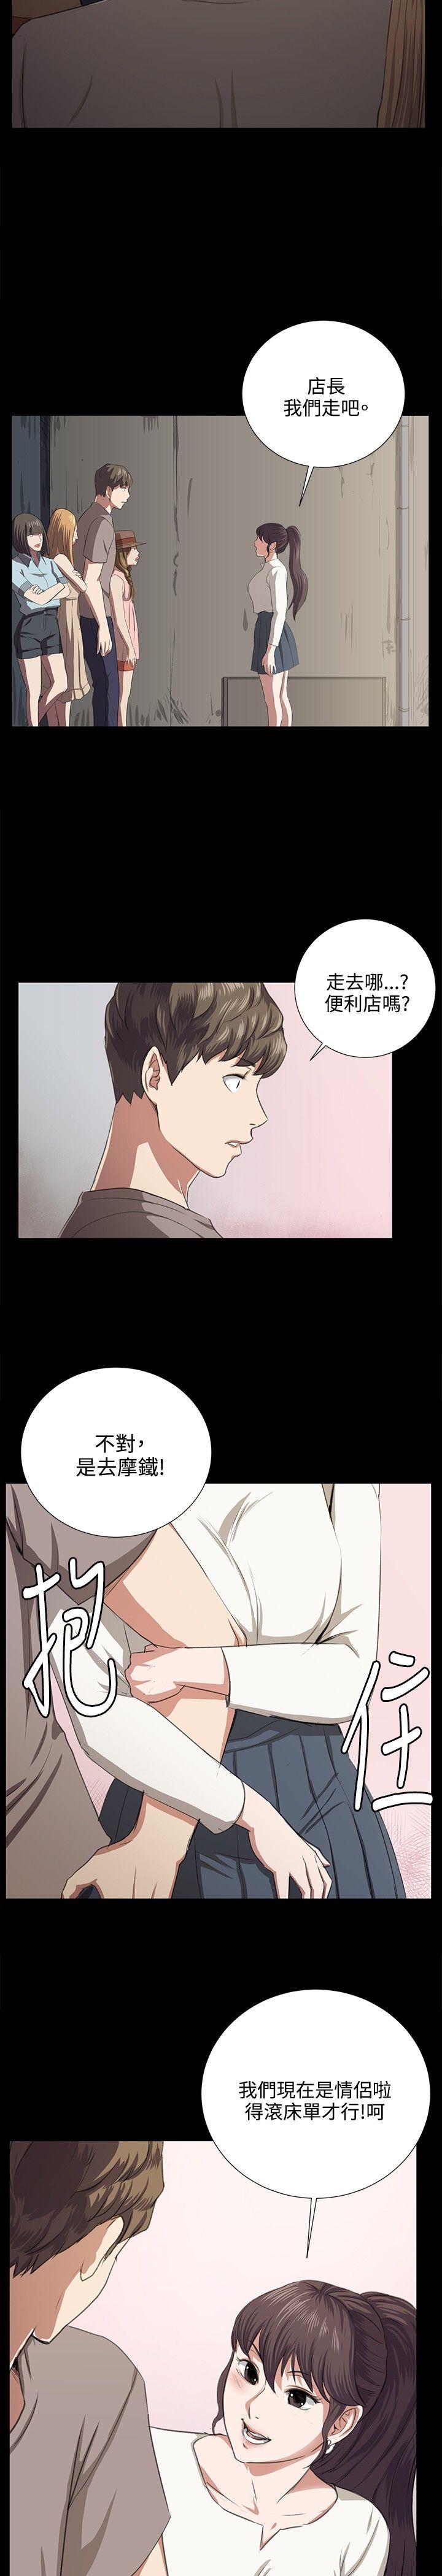 店長
我們走吧。
走去哪...?
便利店嗎?
不對,
是去摩鐵!
抱
住
我們現在是情侶啦
得滾床單才行!呵